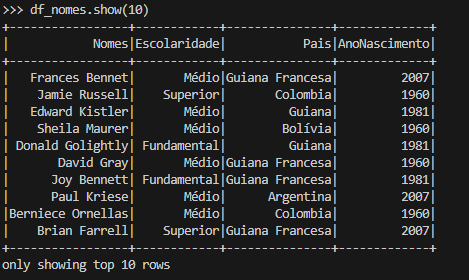 >>> df_nomes.show(10)
+-----------------+------------+---------------+-------------+
|            Nomes|Escolaridade|           Pais|AnoNascimento|
+-----------------+------------+---------------+-------------+
|   Frances Bennet|       Médio|Guiana Francesa|         2007|
|    Jamie Russell|    Superior|       Colombia|         1960|
|   Edward Kistler|       Médio|         Guiana|         1981|
|    Sheila Maurer|       Médio|        Bolívia|         1960|
| Donald Golightly| Fundamental|         Guiana|         1981|
|       David Gray|       Médio|Guiana Francesa|         1960|
|      Joy Bennett| Fundamental|Guiana Francesa|         1981|
|      Paul Kriese|       Médio|      Argentina|         2007|
|Berniece Ornellas|       Médio|       Colombia|         1960|
|    Brian Farrell|    Superior|Guiana Francesa|         2007|
+-----------------+------------+---------------+-------------+
only showing top 10 rows